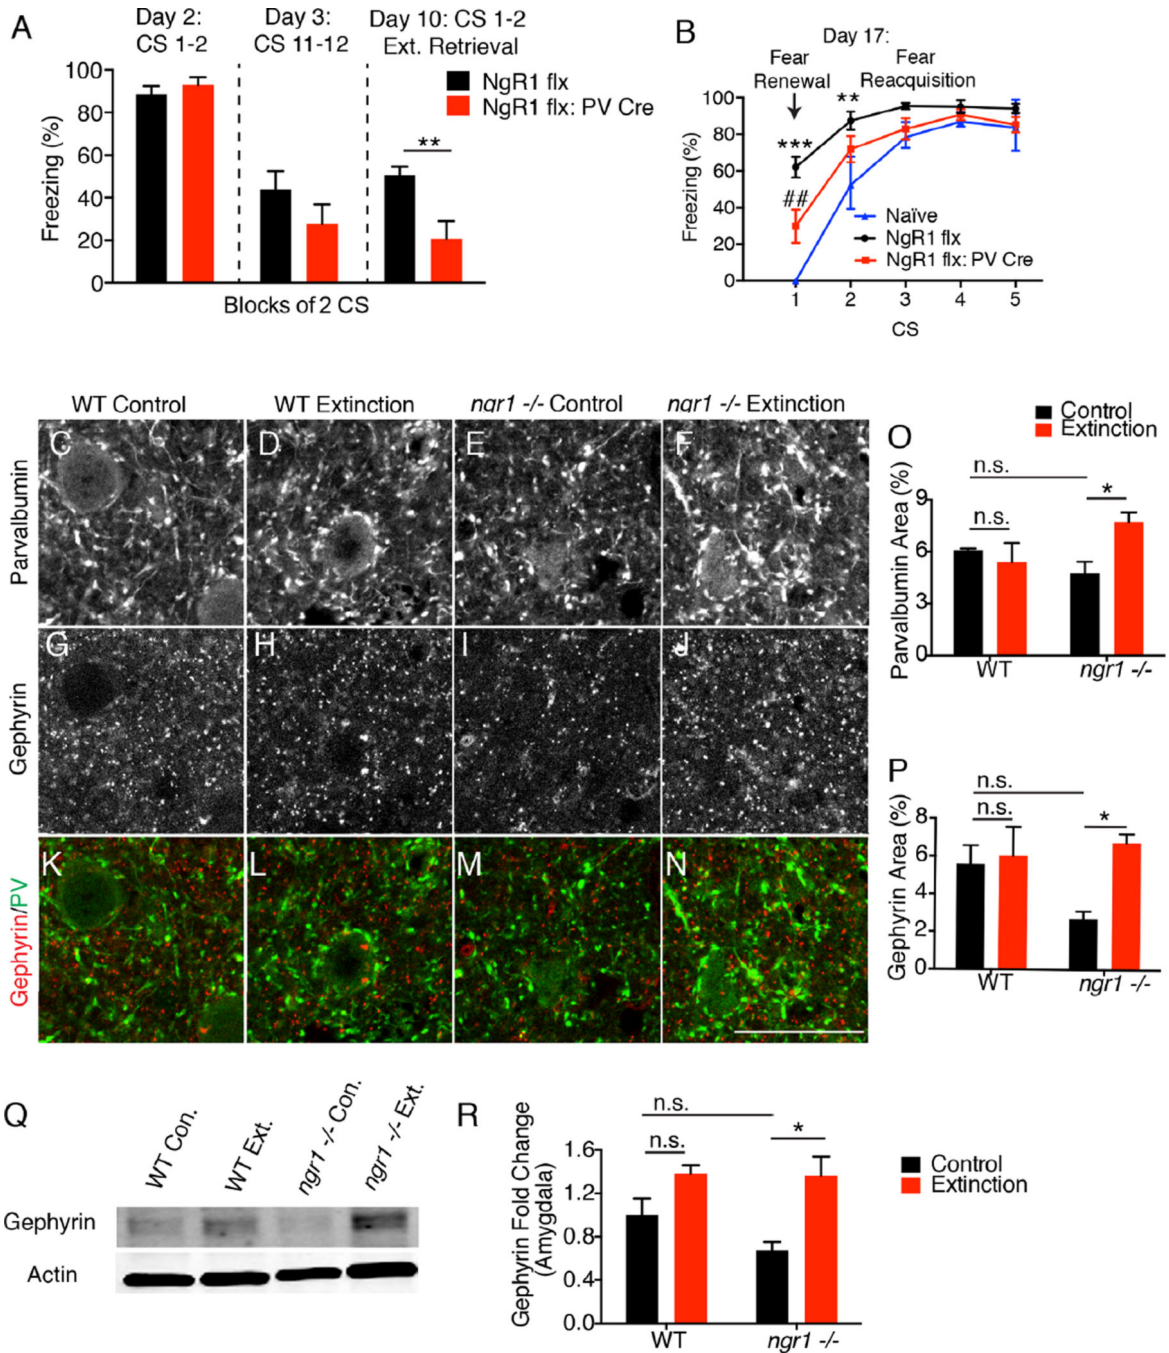 A
Day 2:
CS 1-2
Day 3:
CS 11-12
Day 10: CS 1-2
Ext. Retrieval
NgR1 flx
NgR1 flx: PV Cre
**
Freezing (%)
100
80
60
40
20
0
Blocks of 2 CS
B
Day 17:
Fear
Renewal
Fear
Reacquisition
**
***
##
Freezing (%)
100
80
60
40
20
0
Naïve
NgR1 flx
NgR1 flx: PV Cre
1 2 3 4 5
CS
WT Control
WT Extinction
ngr1 -/- Control
ngr1 -/- Extinction
Parvalbumin
C D E F
Gephyrin
G H I J
Gephyrin/PV
K L M N
O
Control
Extinction
n.s.
n.s.
*
Parvalbumin Area (%)
9
6
3
0
WT
ngr1 -/-
P
n.s.
n.s.
*
Gephyrin Area (%)
8
6
4
2
0
WT
ngr1 -/-
Q
WT Con.
WT Ext.
ngr1 -/- Con.
ngr1 -/- Ext.
Gephyrin
Actin
R
n.s.
n.s.
*
Gephyrin Fold Change
(Amygdala)
1.6
1.2
0.8
0.4
0.0
WT
ngr1 -/-
Control
Extinction